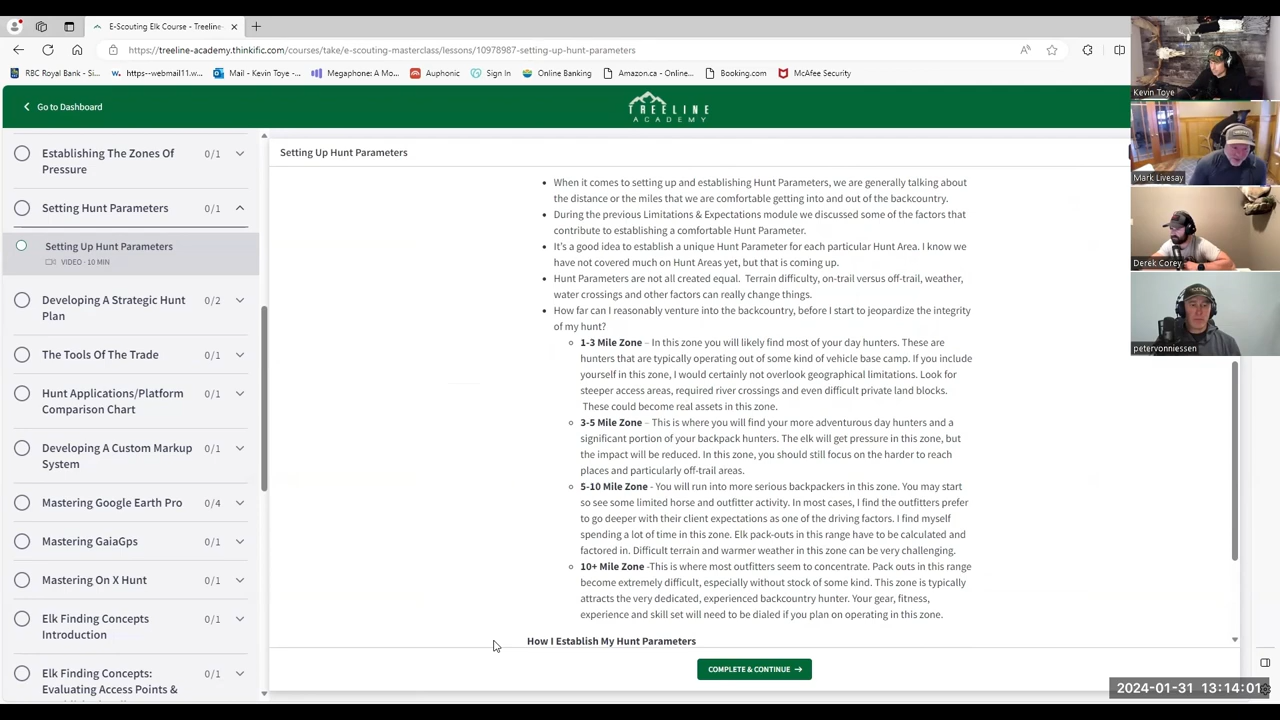 E-Scouting Elk Course - Treeline-
https://treeline-academy.thinkific.com/courses/take/e-scouting-masterclass/lessons/10978987-setting-up-hunt-parameters
RBC Royal Bank - Si...
https--webmail11.w...
Mail - Kevin Toye -...
Megaphone: A Mo...
Auphonic
Sign In
Online Banking
Amazon.ca - Online...
Booking.com
McAfee Security
Go to Dashboard
TREELINE
ACADEMY
Establishing The Zones Of
Pressure
0/1
Setting Hunt Parameters
0/1
Setting Up Hunt Parameters
VIDEO · 10 MIN
Developing A Strategic Hunt
Plan
0/2
The Tools Of The Trade
0/1
Hunt Applications/Platform
Comparison Chart
0/1
Developing A Custom Markup
System
0/1
Mastering Google Earth Pro
0/4
Mastering GaiaGps
0/1
Mastering On X Hunt
0/1
Elk Finding Concepts
Introduction
0/1
Elk Finding Concepts:
Evaluating Access Points &
0/1
Setting Up Hunt Parameters
• When it comes to setting up and establishing Hunt Parameters, we are generally talking about
the distance or the miles that we are comfortable getting into and out of the backcountry.
• During the previous Limitations & Expectations module we discussed some of the factors that
contribute to establishing a comfortable Hunt Parameter.
• It's a good idea to establish a unique Hunt Parameter for each particular Hunt Area. I know we
have not covered much on Hunt Areas yet, but that is coming up.
• Hunt Parameters are not all created equal. Terrain difficulty, on-trail versus off-trail, weather,
water crossings and other factors can really change things.
• How far can I reasonably venture into the backcountry, before I start to jeopardize the integrity
of my hunt?
1-3 Mile Zone – In this zone you will likely find most of your day hunters. These are
hunters that are typically operating out of some kind of vehicle base camp. If you include
yourself in this zone, I would certainly not overlook geographical limitations. Look for
steeper access areas, required river crossings and even difficult private land blocks.
These could become real assets in this zone.
3-5 Mile Zone – This is where you will find your more adventurous day hunters and a
significant portion of your backpack hunters. The elk will get pressure in this zone, but
the impact will be reduced. In this zone, you should still focus on the harder to reach
places and particularly off-trail areas.
5-10 Mile Zone - You will run into more serious backpackers in this zone. You may start
so see some limited horse and outfitter activity. In most cases, I find the outfitters prefer
to go deeper with their client expectations as one of the driving factors. I find myself
spending a lot of time in this zone. Elk pack-outs in this range have to be calculated and
factored in. Difficult terrain and warmer weather in this zone can be very challenging.
10+ Mile Zone -This is where most outfitters seem to concentrate. Pack outs in this range
become extremely difficult, especially without stock of some kind. This zone is typically
attracts the very dedicated, experienced backcountry hunter. Your gear, fitness,
experience and skill set will need to be dialed if you plan on operating in this zone.
How I Establish My Hunt Parameters
COMPLETE & CONTINUE →
Kevin Toye
Mark Livesay
Derek Corey
petervonniessen
2024-01-31 13:14:01